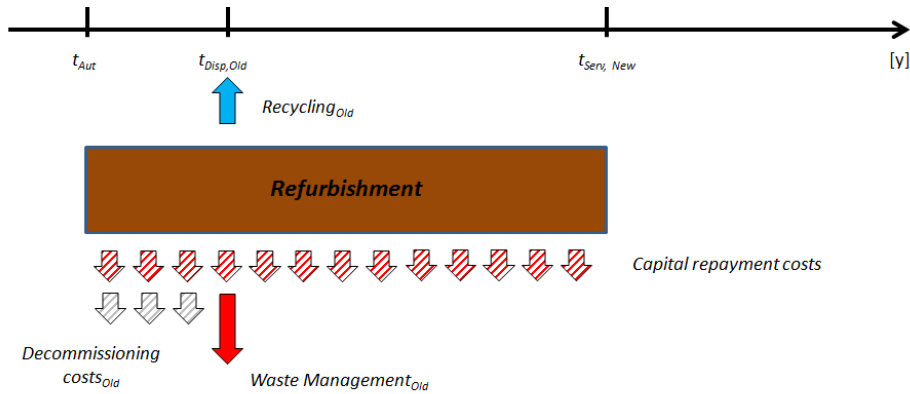 t_Aut t_Disp,Old t_Serv, New [y]
Recycling_Old
Refurbishment
Capital repayment costs
Decommissioning
costs_Old
Waste Management_Old